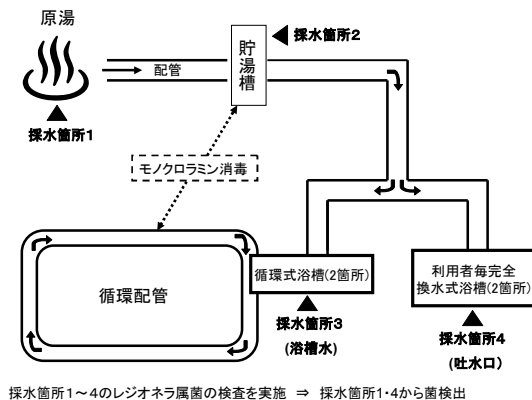 原湯
配管
貯湯槽
採水箇所2
採水箇所1
モノクロラミン消毒
循環配管
循環式浴槽(2箇所)
利用者毎完全
換水式浴槽(2箇所)
採水箇所3
(浴槽水)
採水箇所4
(吐水口)
採水箇所1～4のレジオネラ属菌の検査を実施 ⇒ 採水箇所1・4から菌検出